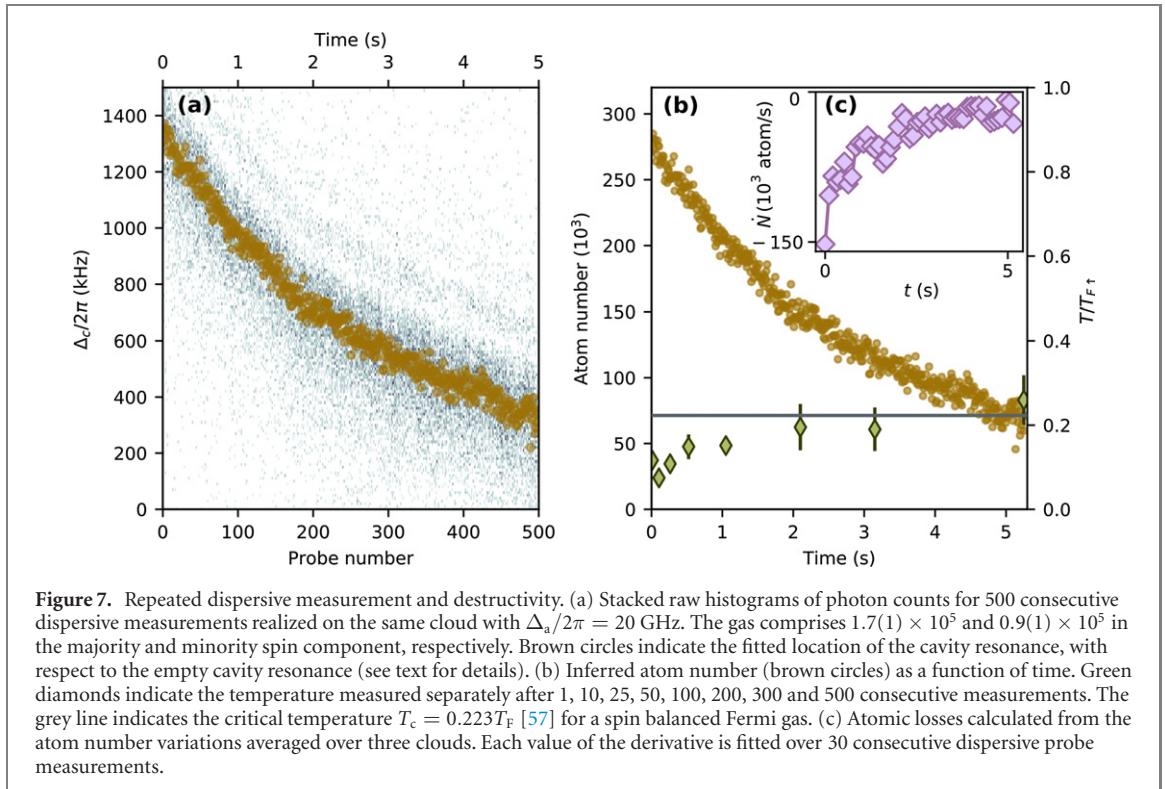 Time (s)
0 1 2 3 4 5
(a)
1400
1200
1000
800
600
400
200
0
Δc/2π (kHz)
0 100 200 300 400 500
Probe number
(b)
300
250
200
150
100
50
0
Atom number (10³)
0 1 2 3 4 5
Time (s)
1.0
0.8
0.6
0.4
0.2
0.0
T/TF↑
(c)
0
−150
Ṅ (10³ atom/s)
0 5
t (s)
Figure 7. Repeated dispersive measurement and destructivity. (a) Stacked raw histograms of photon counts for 500 consecutive
dispersive measurements realized on the same cloud with Δa/2π = 20 GHz. The gas comprises 1.7(1) × 10⁵ and 0.9(1) × 10⁵ in
the majority and minority spin component, respectively. Brown circles indicate the fitted location of the cavity resonance, with
respect to the empty cavity resonance (see text for details). (b) Inferred atom number (brown circles) as a function of time. Green
diamonds indicate the temperature measured separately after 1, 10, 25, 50, 100, 200, 300 and 500 consecutive measurements. The
grey line indicates the critical temperature Tc = 0.223TF [57] for a spin balanced Fermi gas. (c) Atomic losses calculated from the
atom number variations averaged over three clouds. Each value of the derivative is fitted over 30 consecutive dispersive probe
measurements.